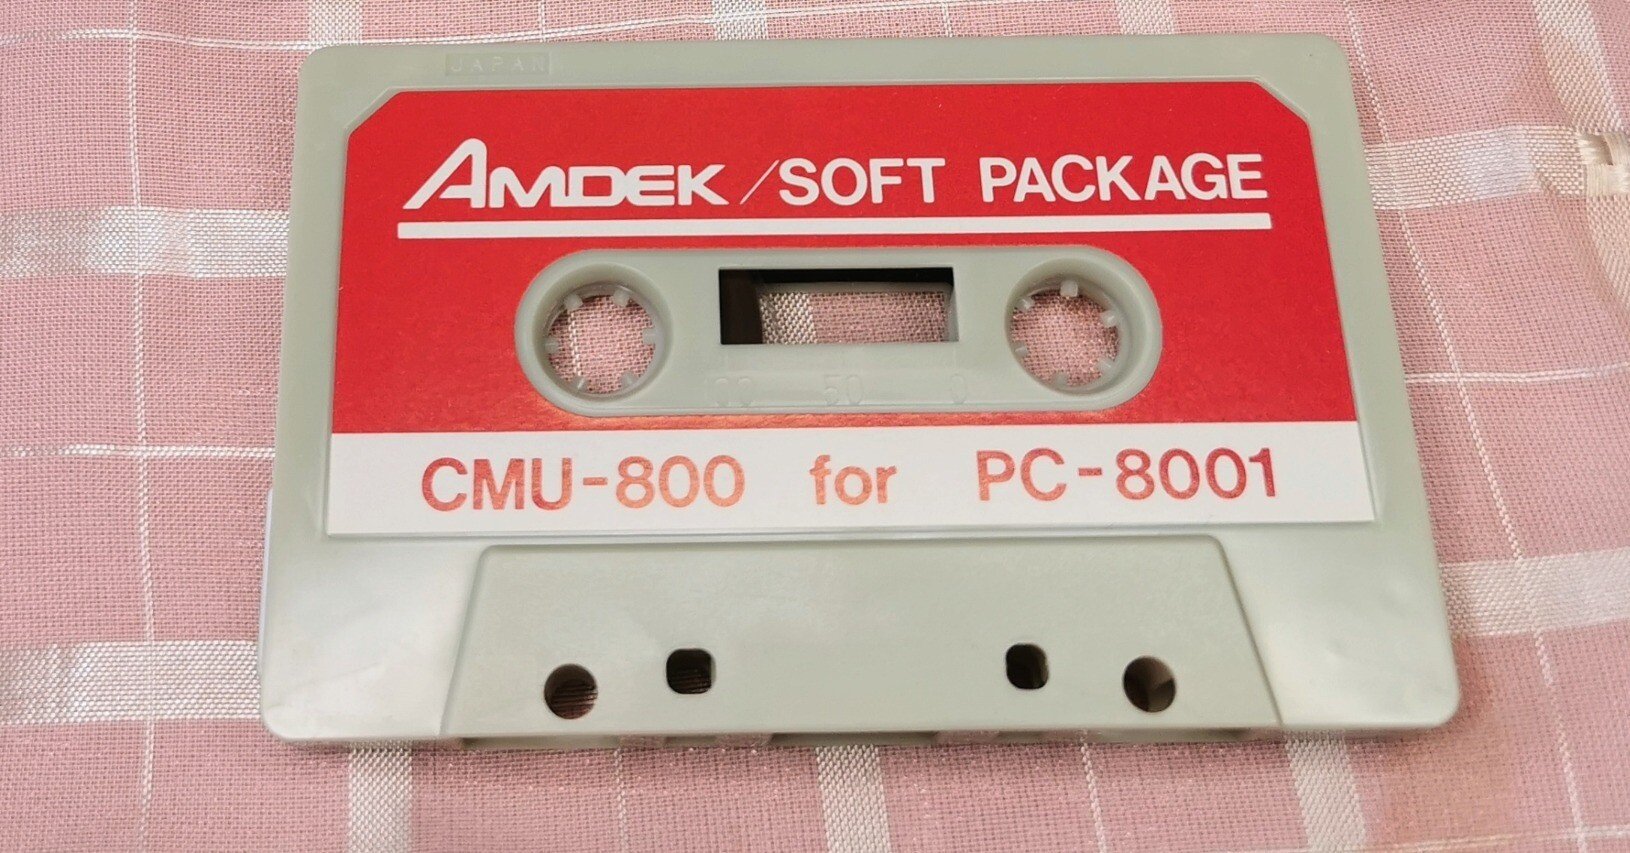 JAPAN
AMDEK/SOFT PACKAGE
50 0
CMU-800 for PC-8001